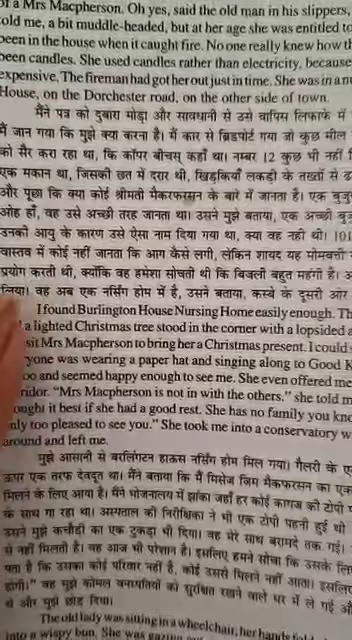 of a Mrs Macpherson. Oh yes, said the old man in his slippers,
told me, a bit muddle-headed, but at her age she was entitled to
been in the house when it caught fire. No one really knew how th
been candles. She used candles rather than electricity, because
expensive. The fireman had got her out just in time. She was in a nu
House, on the Dorchester road, on the other side of town.
मैंने पत्र को दुबारा मोड़ा और सावधानी से उसे वापिस लिफाफे में
मैं जान गया कि मुझे क्या करना है। मैं कार से ब्रिडपोर्ट गया जो कुछ मील
को सैर करा रहा था, कि कॉपर बीचस् कहाँ था। नम्बर 12 कुछ भी नहीं
एक मकान था, जिसकी छत में दरार थी, खिड़कियाँ लकड़ी के तख्तों से
और पूछा कि क्या कोई श्रीमती मैकफरसन के बारे में जानता है। एक
ओह हाँ, वह उसे अच्छी तरह जानता था। उसने मुझे बताया, एक अच्छी
उनकी आयु के कारण उसे ऐसा नाम दिया गया था, क्या वह नहीं थी। 101
वास्तव में कोई नहीं जानता कि आग कैसे लगी, लेकिन शायद यह मोमबत्ती
प्रयोग करती थी, क्योंकि वह हमेशा सोचती थी कि बिजली बहुत महंगी है।
लिया। वह अब एक नर्सिंग होम में है, उसने बताया, कस्बे के दूसरी ओर
I found Burlington House Nursing Home easily enough. Th
a lighted Christmas tree stood in the corner with a lopsided a
sit Mrs Macpherson to bring her a Christmas present. I could
yone was wearing a paper hat and singing along to Good K
oo and seemed happy enough to see me. She even offered me
ridor. “Mrs Macpherson is not in with the others,” she told m
ought it best if she had a good rest. She has no family you kno
nly too pleased to see you.” She took me into a conservatory w
around and left me.
मुझे आसानी से बरलिंगटन हाऊस नर्सिंग होम मिल गया। गैलरी के
ऊपर एक तरफ देवदूत था। मैंने बताया कि मैं मिसेज जिम मैकफरसन का एक
मिलने के लिए आया है। मैंने भोजनालय में झांका जहाँ हर कोई कागज की टोपी
के साथ गा रहा था। अस्पताल की निरीक्षिका ने भी एक टोपी पहनी हुई थी
उसने मुझे कचौड़ी का एक टुकड़ा भी दिया। वह मेरे साथ बरामदे तक गई।
से नहीं मिलती है। वह आज भी परेशान है। इसलिए हमने सोचा कि उसके लिए
पता है कि उसका कोई परिवार नहीं है, कोई उससे मिलने नहीं आता। इसलिए
होगी।” वह मुझे कोमल वनस्पतियों को सुरक्षित रखने वाले घर में ले गई
थे और मुझे छोड़ दिया।
The old lady was sitting in a wheelchair, her hands
into a wispy bun. She was gazing